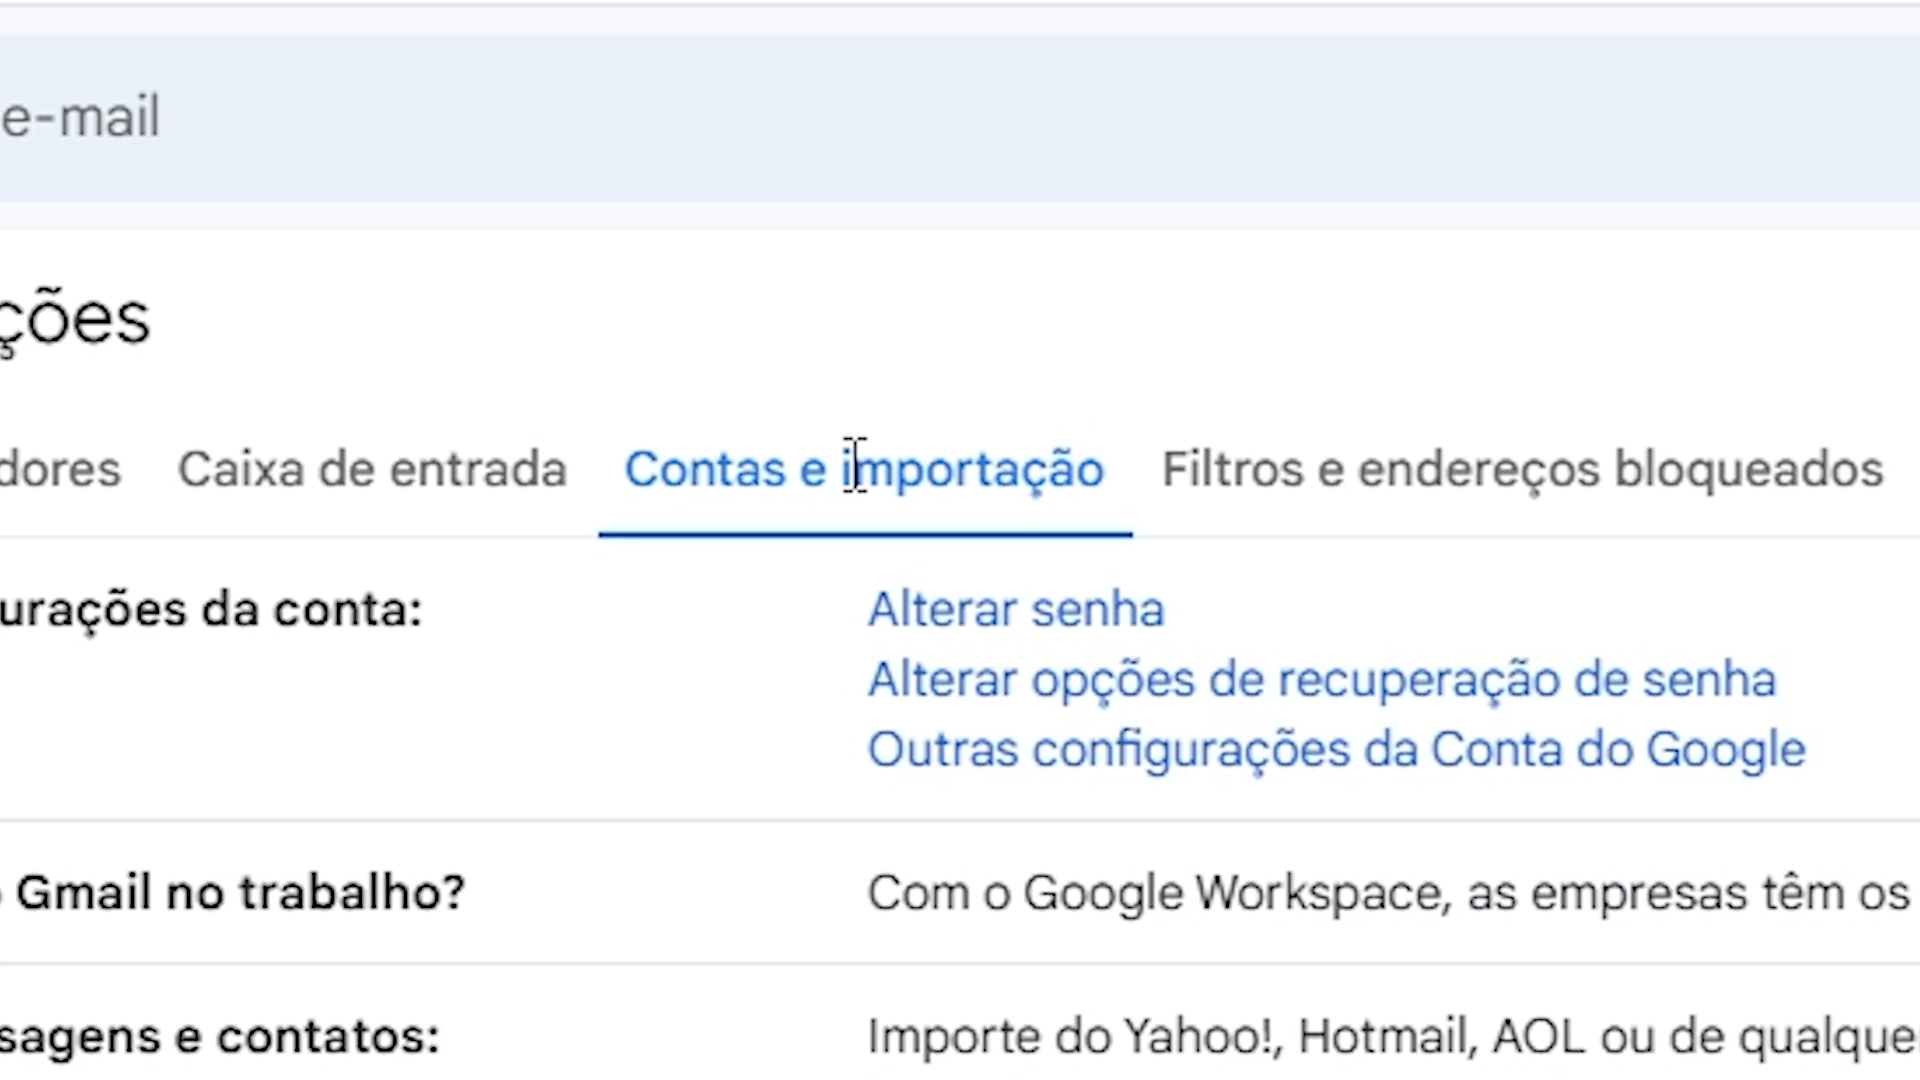 e-mail
ções
dores Caixa de entrada Contas e importação Filtros e endereços bloqueados
urações da conta: Alterar senha
Alterar opções de recuperação de senha
Outras configurações da Conta do Google
o Gmail no trabalho? Com o Google Workspace, as empresas têm os
sagens e contatos: Importe do Yahoo!, Hotmail, AOL ou de qualque